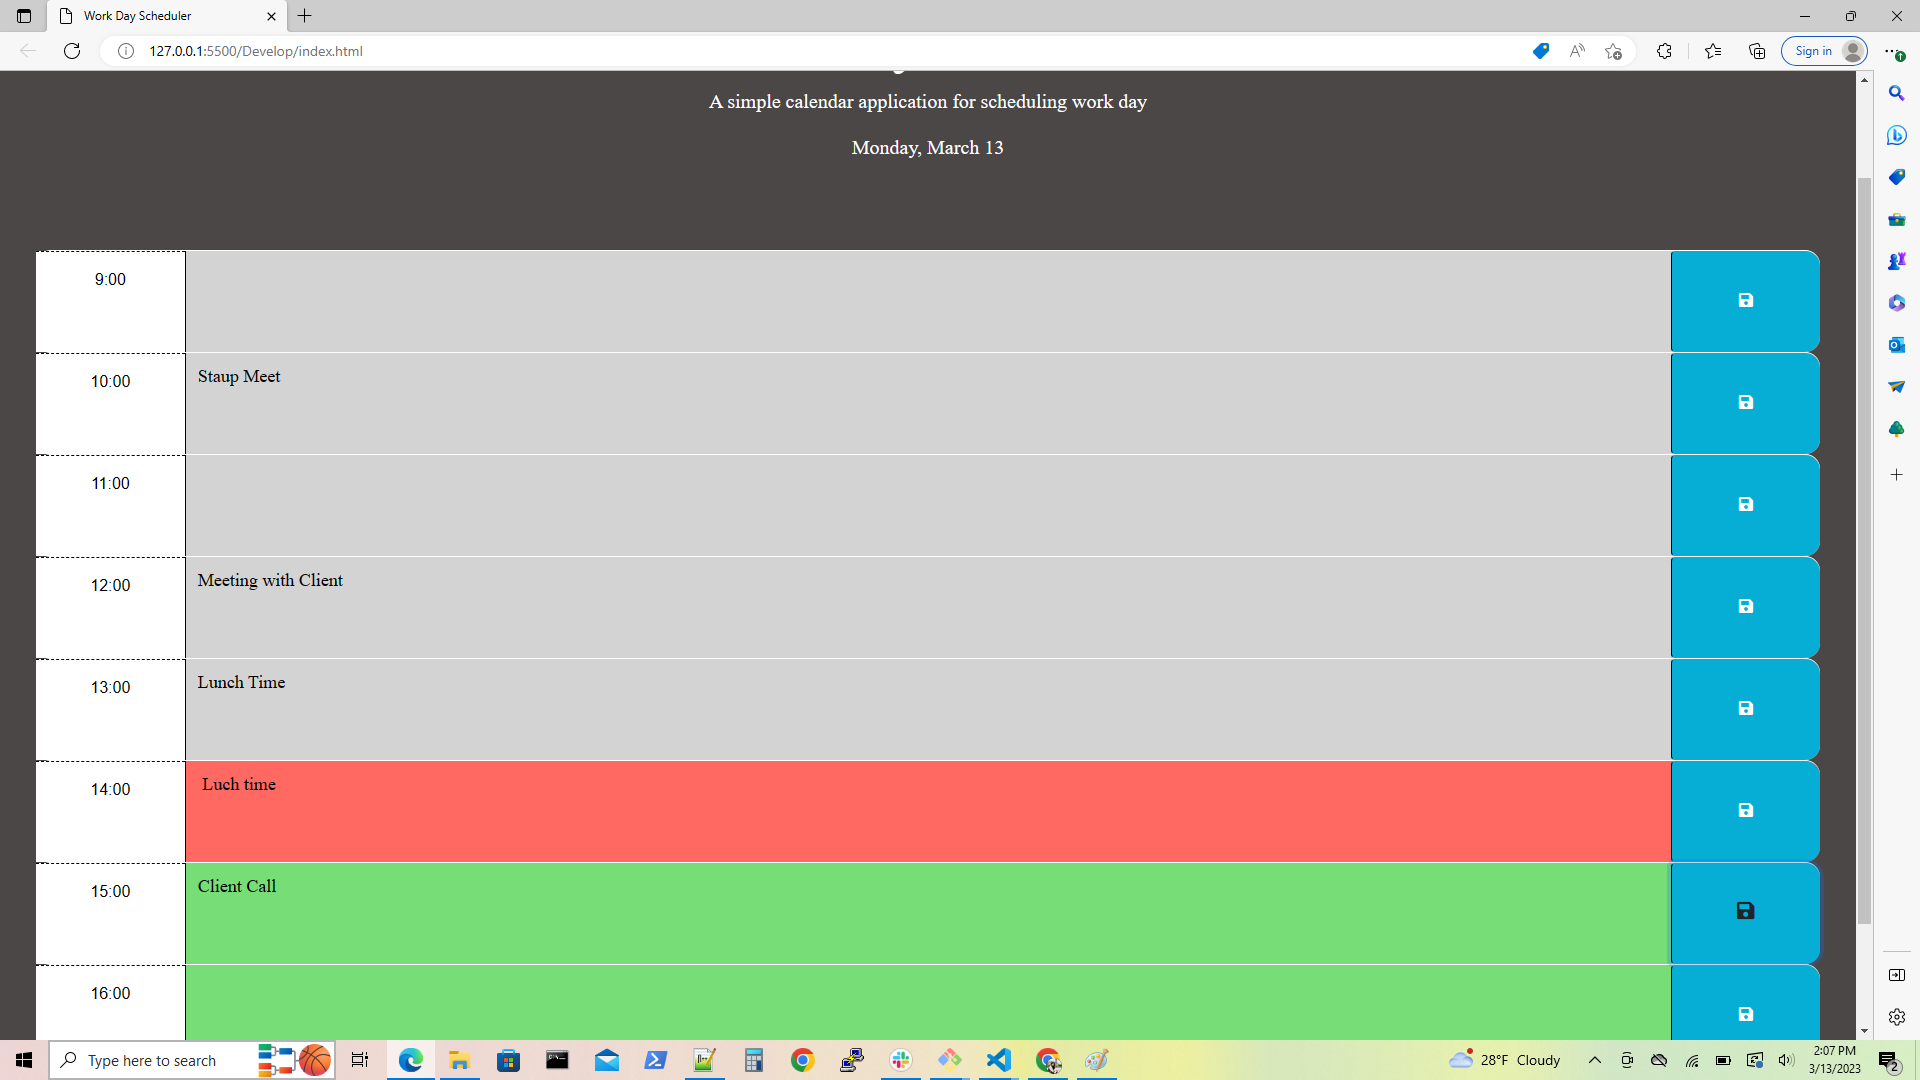 Work Day Scheduler
127.0.0.1:5500/Develop/index.html
Sign in
A simple calendar application for scheduling work day
Monday, March 13
9:00
10:00 Staup Meet
11:00
12:00 Meeting with Client
13:00 Lunch Time
14:00 Luch time
15:00 Client Call
16:00
Type here to search
28°F Cloudy
2:07 PM
3/13/2023
2